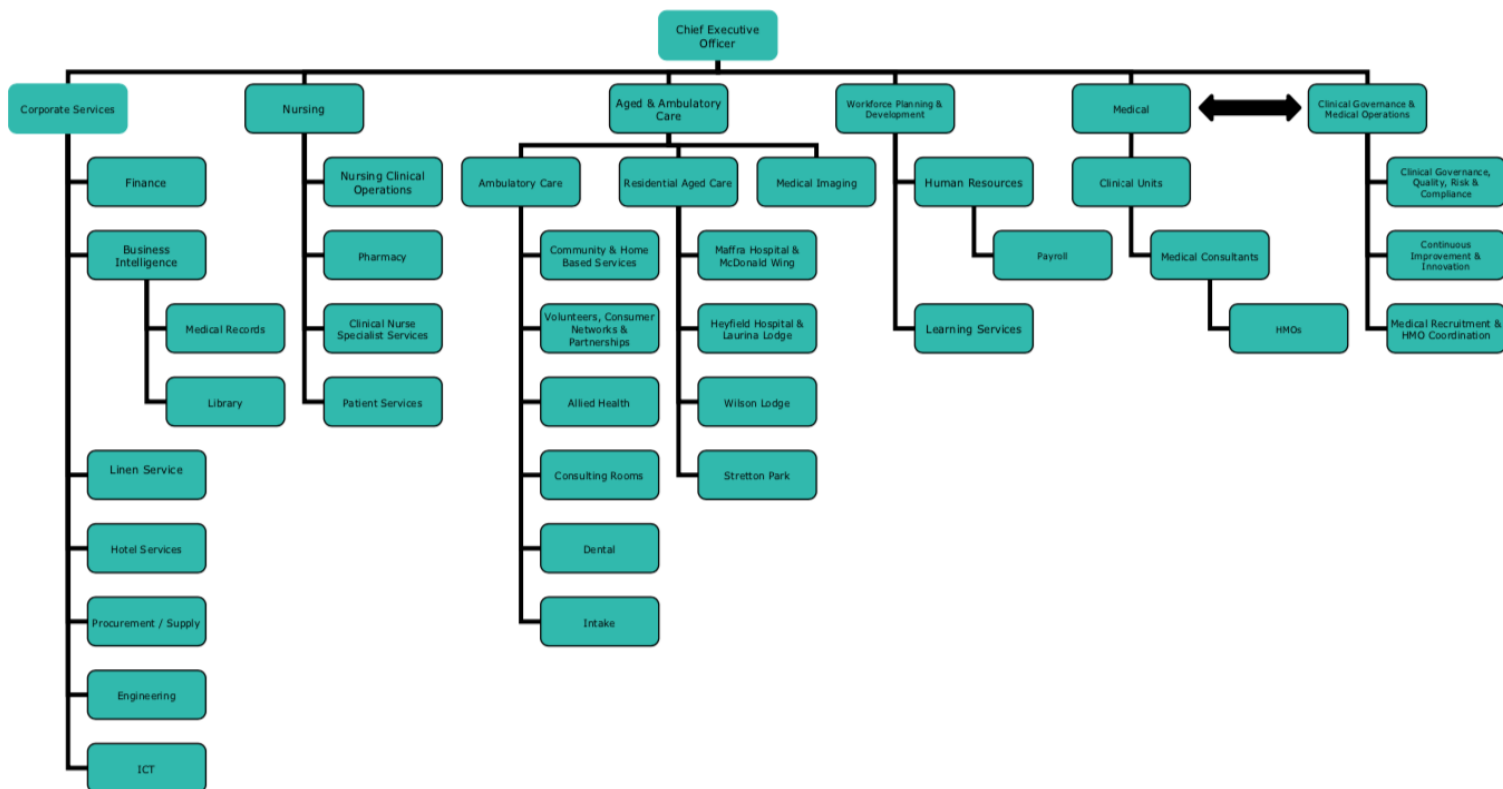 Chief Executive
Officer
Corporate Services
Nursing
Aged & Ambulatory
Care
Workforce Planning &
Development
Medical
Clinical Governance &
Medical Operations
Finance
Business
Intelligence
Medical Records
Library
Linen Service
Hotel Services
Procurement / Supply
Engineering
ICT
Nursing Clinical
Operations
Pharmacy
Clinical Nurse
Specialist Services
Patient Services
Ambulatory Care
Community & Home
Based Services
Volunteers, Consumer
Networks &
Partnerships
Allied Health
Consulting Rooms
Dental
Intake
Residential Aged Care
Maffra Hospital &
McDonald Wing
Heyfield Hospital &
Laurina Lodge
Wilson Lodge
Stretton Park
Medical Imaging
Human Resources
Payroll
Learning Services
Clinical Units
Medical Consultants
HMOs
Clinical Governance,
Quality, Risk &
Compliance
Continuous
Improvement &
Innovation
Medical Recruitment &
HMO Coordination